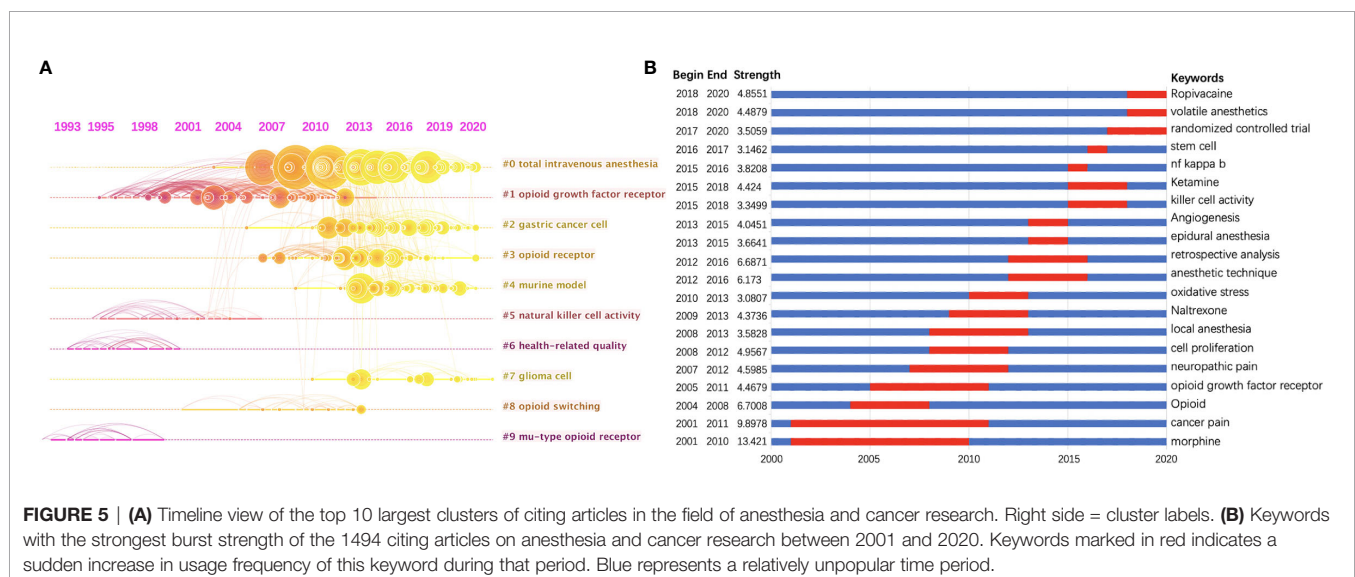 A
1993 1995 1998 2001 2004 2007 2010 2013 2016 2019 2020
#0 total intravenous anesthesia
#1 opioid growth factor receptor
#2 gastric cancer cell
#3 opioid receptor
#4 murine model
#5 natural killer cell activity
#6 health-related quality
#7 glioma cell
#8 opioid switching
#9 mu-type opioid receptor
B
Begin End Strength Keywords
2018 2020 4.8551 Ropivacaine
2018 2020 4.4879 volatile anesthetics
2017 2020 3.5059 randomized controlled trial
2016 2017 3.1462 stem cell
2015 2016 3.8208 nf kappa b
2015 2018 4.424 Ketamine
2015 2018 3.3499 killer cell activity
2013 2015 4.0451 Angiogenesis
2013 2015 3.6641 epidural anesthesia
2012 2016 6.6871 retrospective analysis
2012 2016 6.173 anesthetic technique
2010 2013 3.0807 oxidative stress
2009 2013 4.3736 Naltrexone
2008 2013 3.5828 local anesthesia
2008 2012 4.9567 cell proliferation
2007 2012 4.5985 neuropathic pain
2005 2011 4.4679 opioid growth factor receptor
2004 2008 6.7008 Opioid
2001 2011 9.8978 cancer pain
2001 2010 13.421 morphine
2000 2005 2010 2015 2020
FIGURE 5 | (A) Timeline view of the top 10 largest clusters of citing articles in the field of anesthesia and cancer research. Right side = cluster labels. (B) Keywords
with the strongest burst strength of the 1494 citing articles on anesthesia and cancer research between 2001 and 2020. Keywords marked in red indicates a
sudden increase in usage frequency of this keyword during that period. Blue represents a relatively unpopular time period.